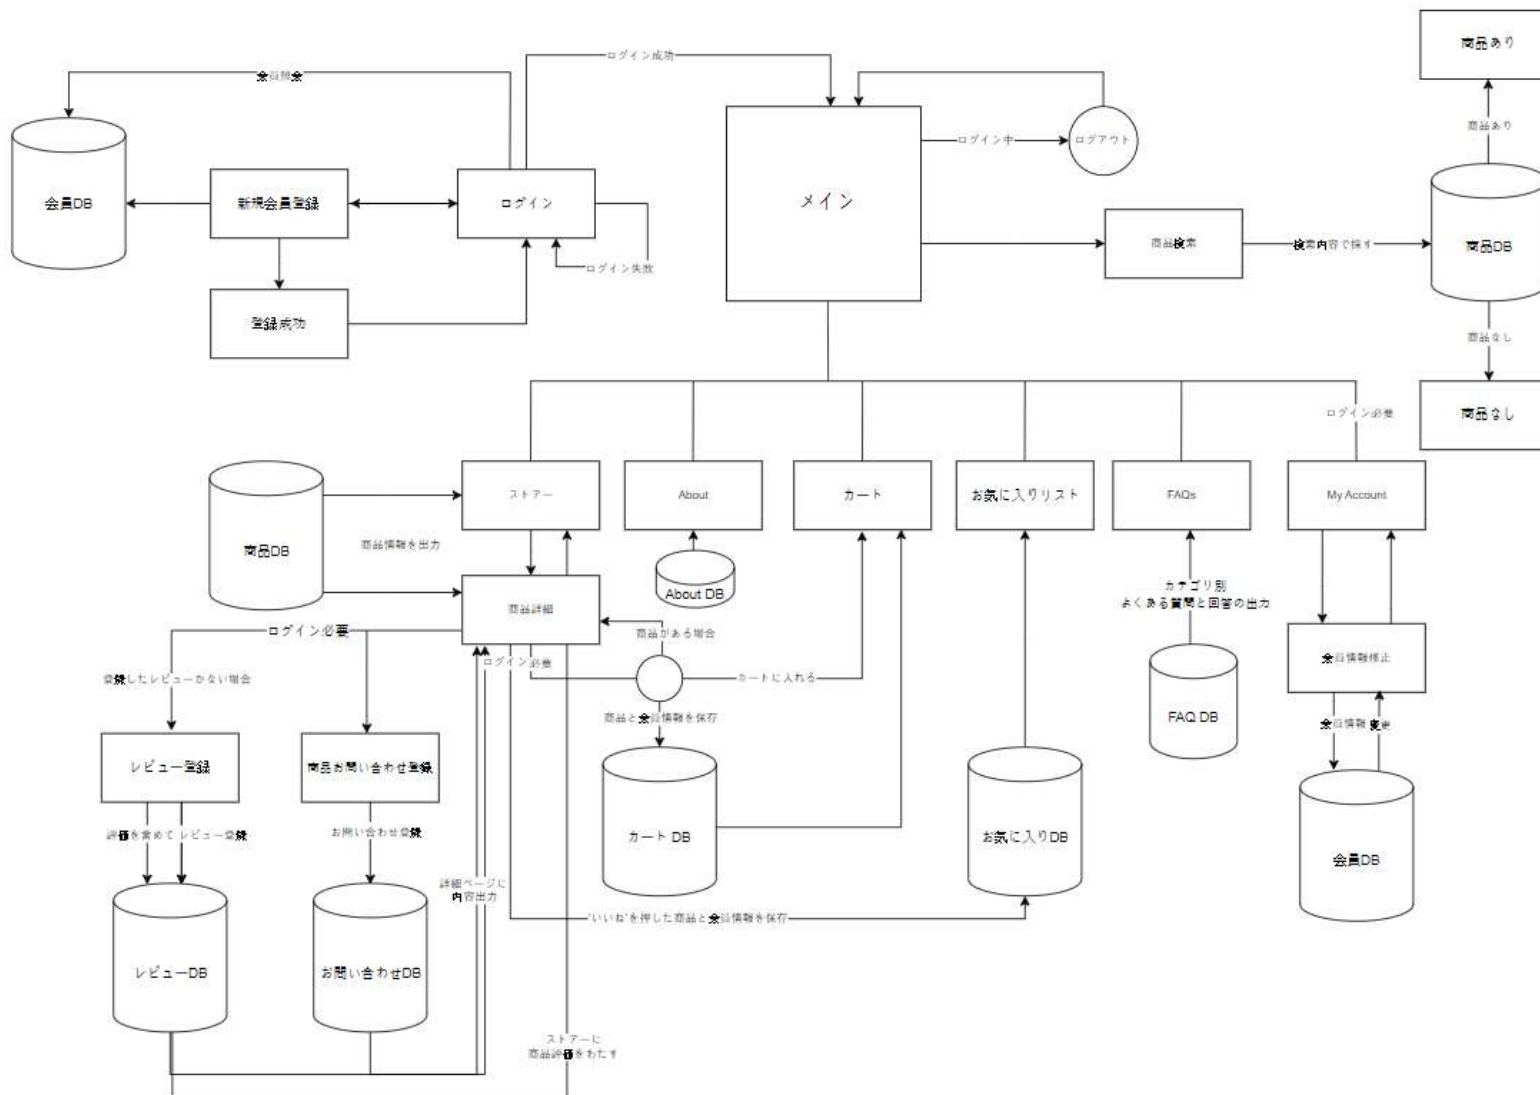 商品あり
ログイン成功
会員照会
商品あり
ログイン中
ログアウト
会員DB
新規会員登録
ログイン
メイン
商品検索
検索内容で探す
商品DB
ログイン失敗
登録成功
商品なし
ログイン必要
商品なし
ストアー
About
カート
お気に入りリスト
FAQs
My Account
商品DB
商品情報を出力
About DB
カテゴリ別
よくある質問と回答の出力
商品詳細
ログイン必要
商品がある場合
会員情報修正
ログイン必要
登録したレビューがない場合
カートに入れる
商品と会員情報を保存
FAQ DB
会員情報 変更
レビュー登録
商品お問い合わせ登録
評価を含めて レビュー登録
お問い合わせ登録
カート DB
お気に入りDB
会員DB
詳細ページに
内容出力
'いいね'を押した商品と会員情報を保存
レビューDB
お問い合わせDB
ストアーに
商品評価をわたす